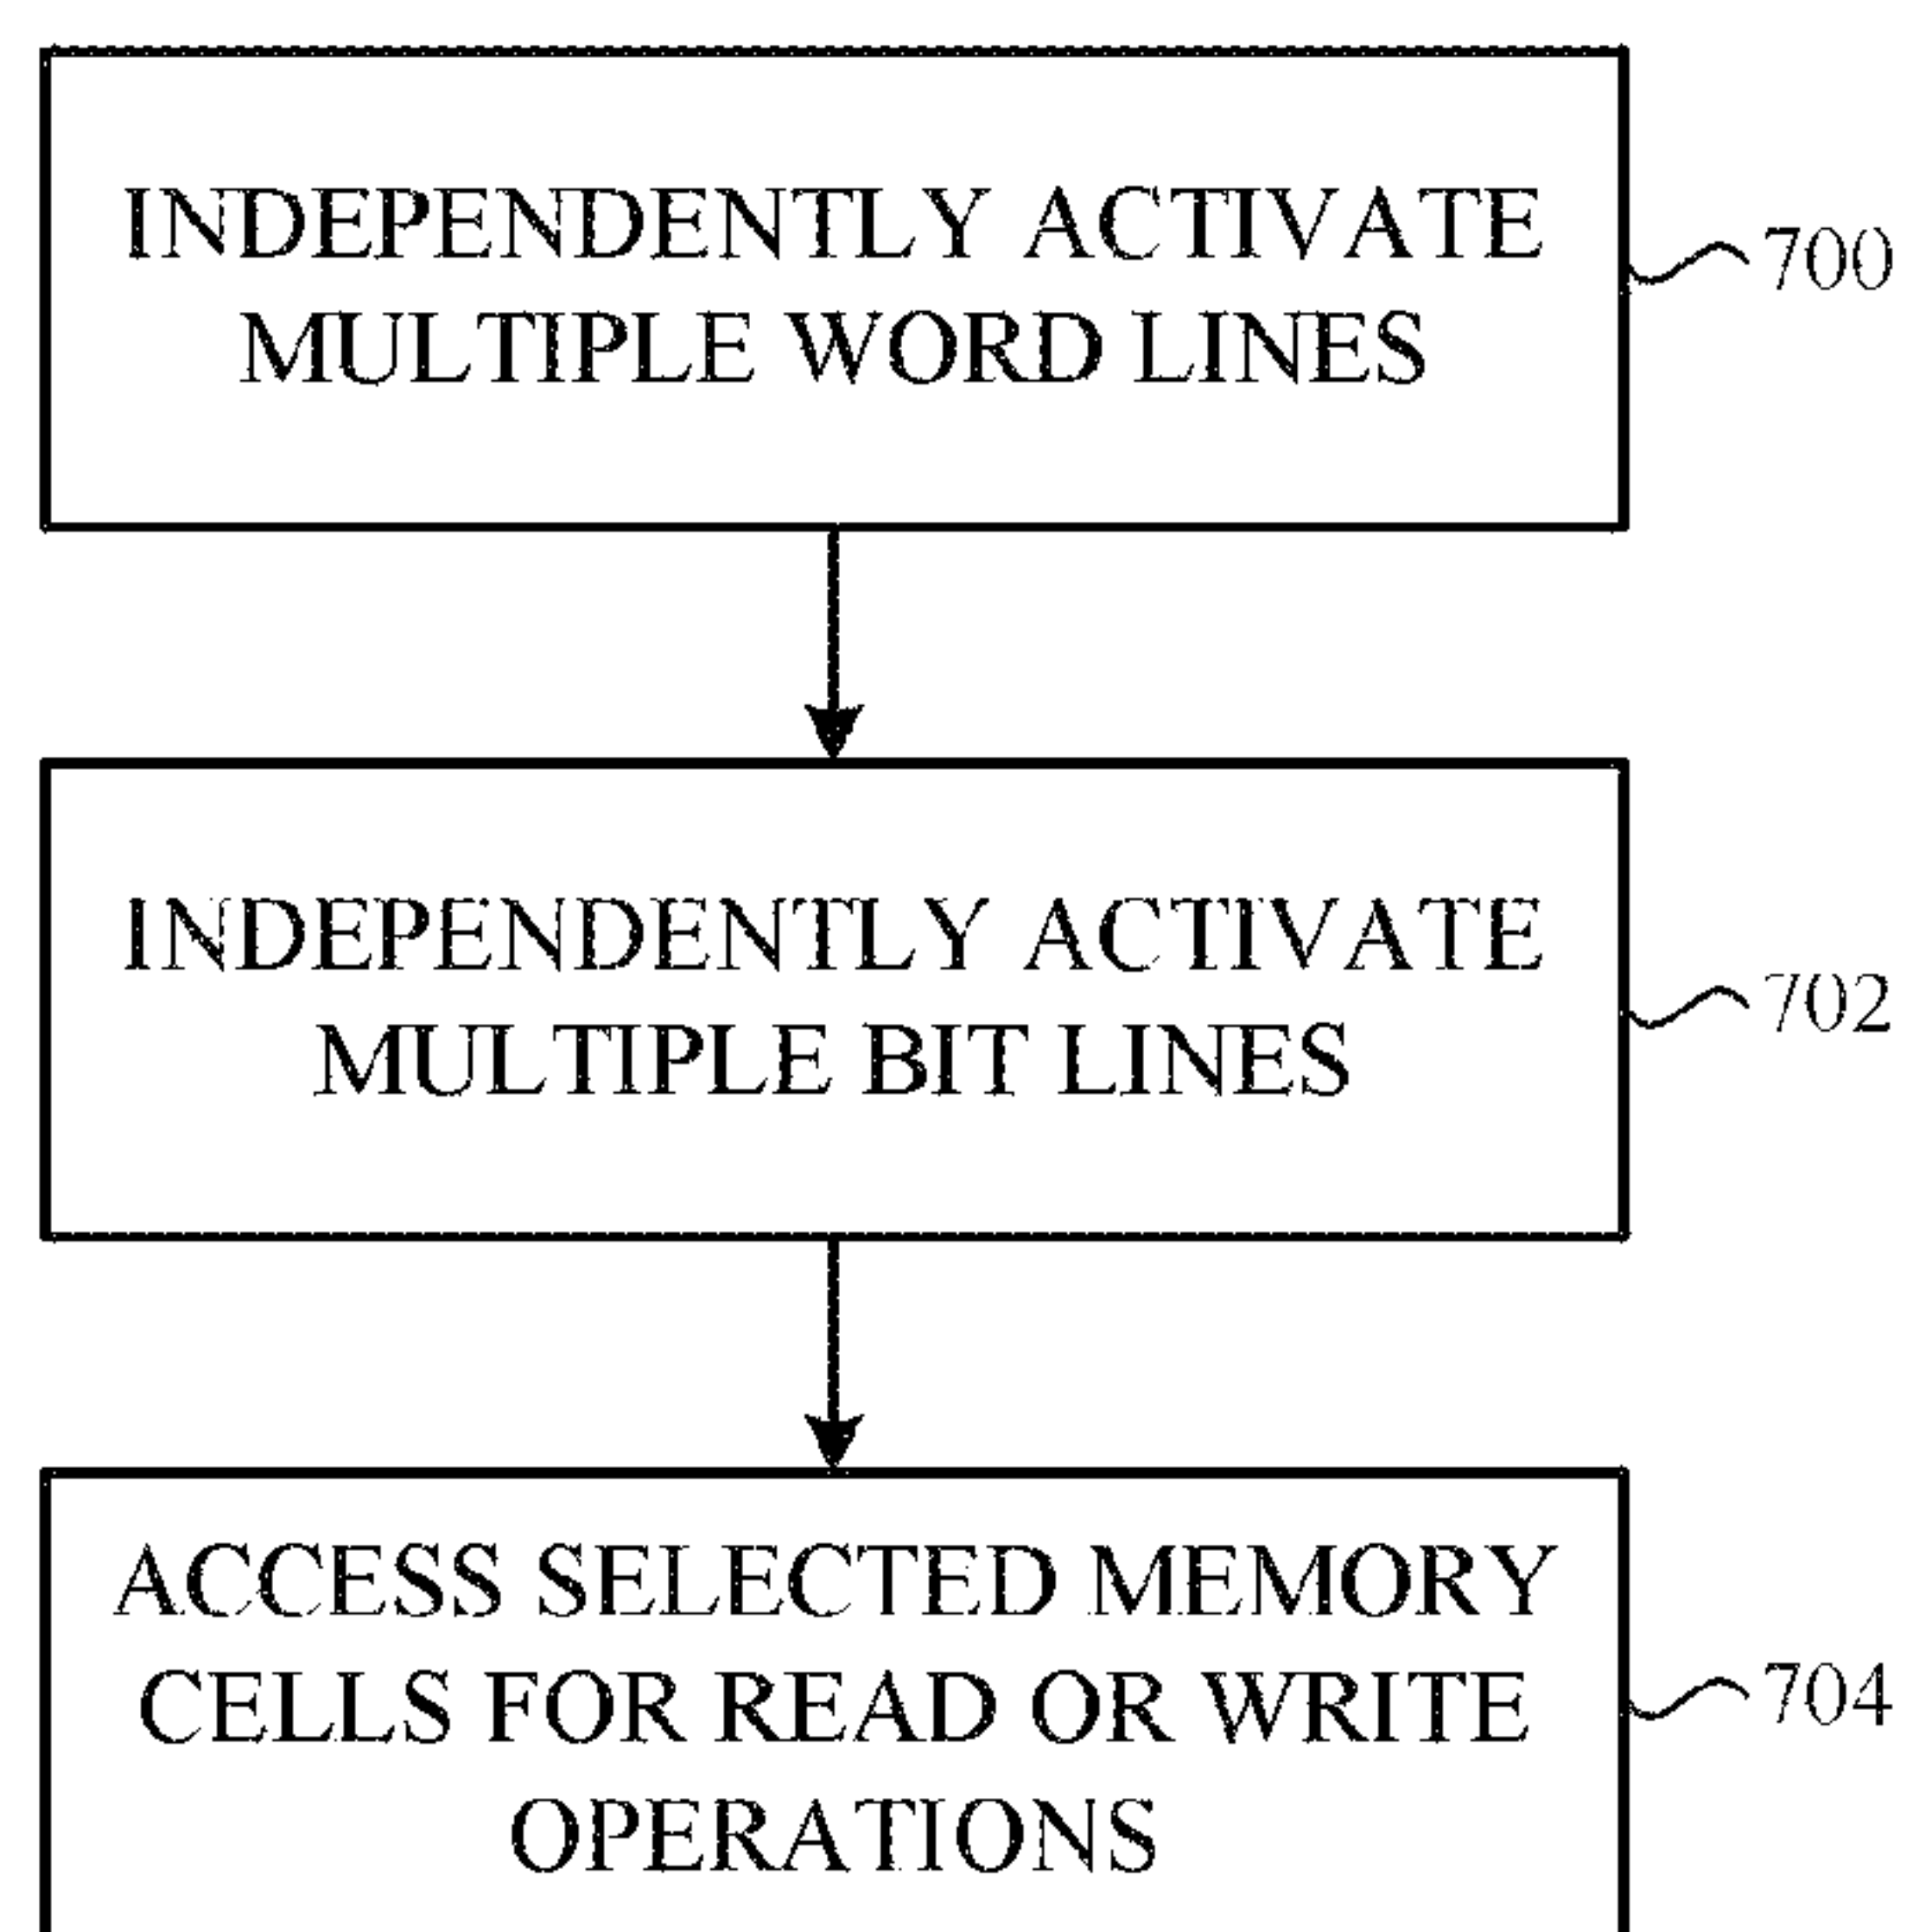 INDEPENDENTLY ACTIVATE
MULTIPLE WORD LINES
700
INDEPENDENTLY ACTIVATE
MULTIPLE BIT LINES
702
ACCESS SELECTED MEMORY
CELLS FOR READ OR WRITE
OPERATIONS
704